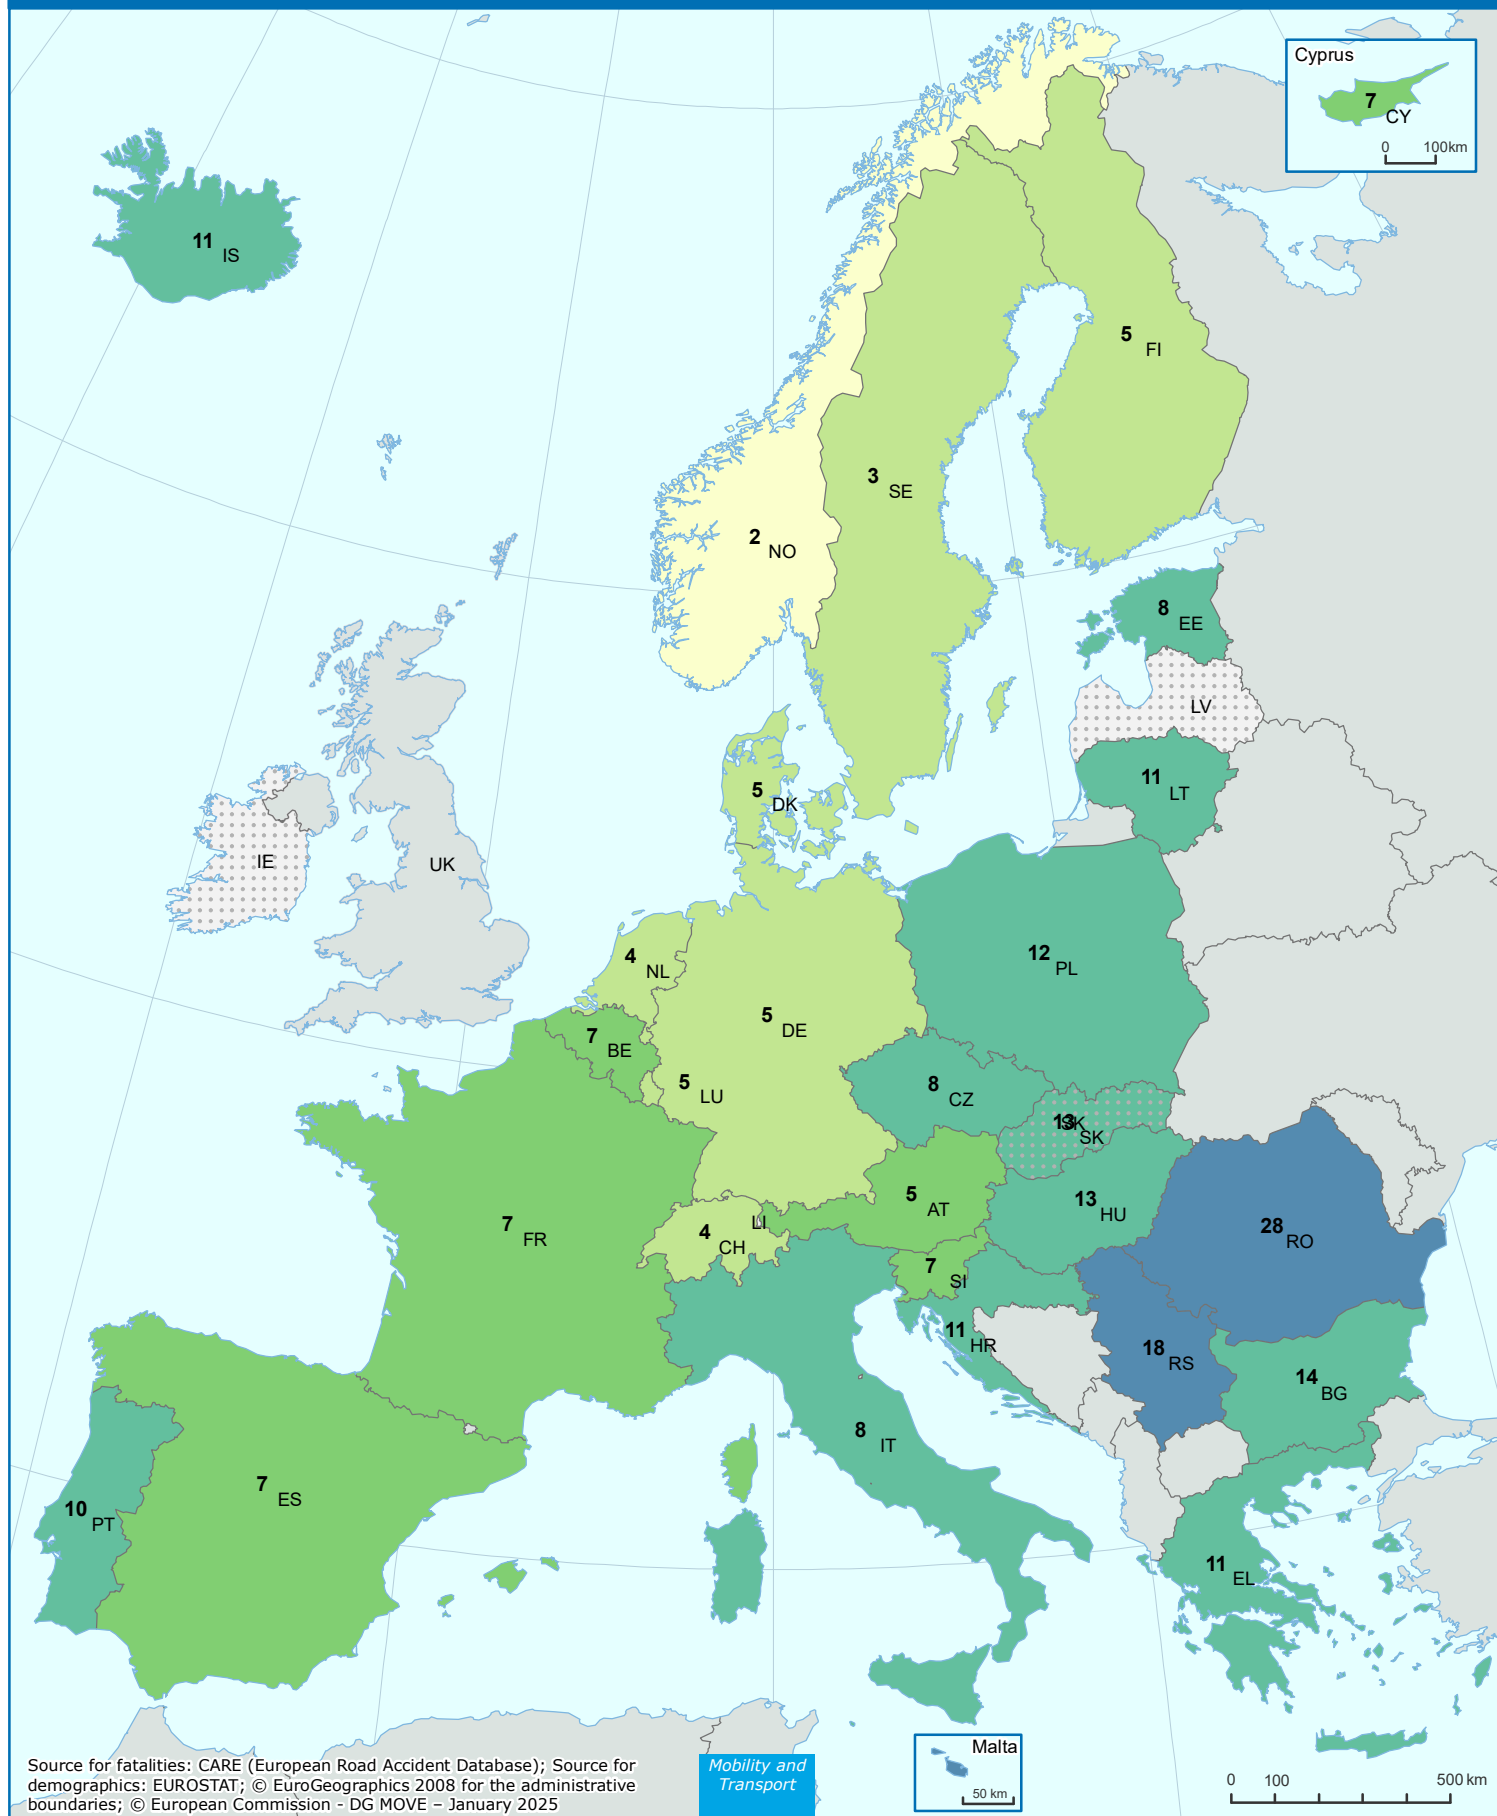 Cyprus
7
CY
0 100km
11
IS
5
FI
3
SE
2
NO
8
EE
LV
11
LT
5
DK
IE
UK
12
PL
4
NL
5
DE
7
BE
5
LU
8
CZ
13
SK
SK
5
AT
13
HU
28
RO
7
FR
4
CH
LI
7
SI
11
HR
18
RS
14
BG
8
IT
7
ES
10
PT
11
EL
Malta
50 km
0 100 500 km
Source for fatalities: CARE (European Road Accident Database); Source for
demographics: EUROSTAT; © EuroGeographics 2008 for the administrative
boundaries; © European Commission - DG MOVE – January 2025
Mobility and
Transport